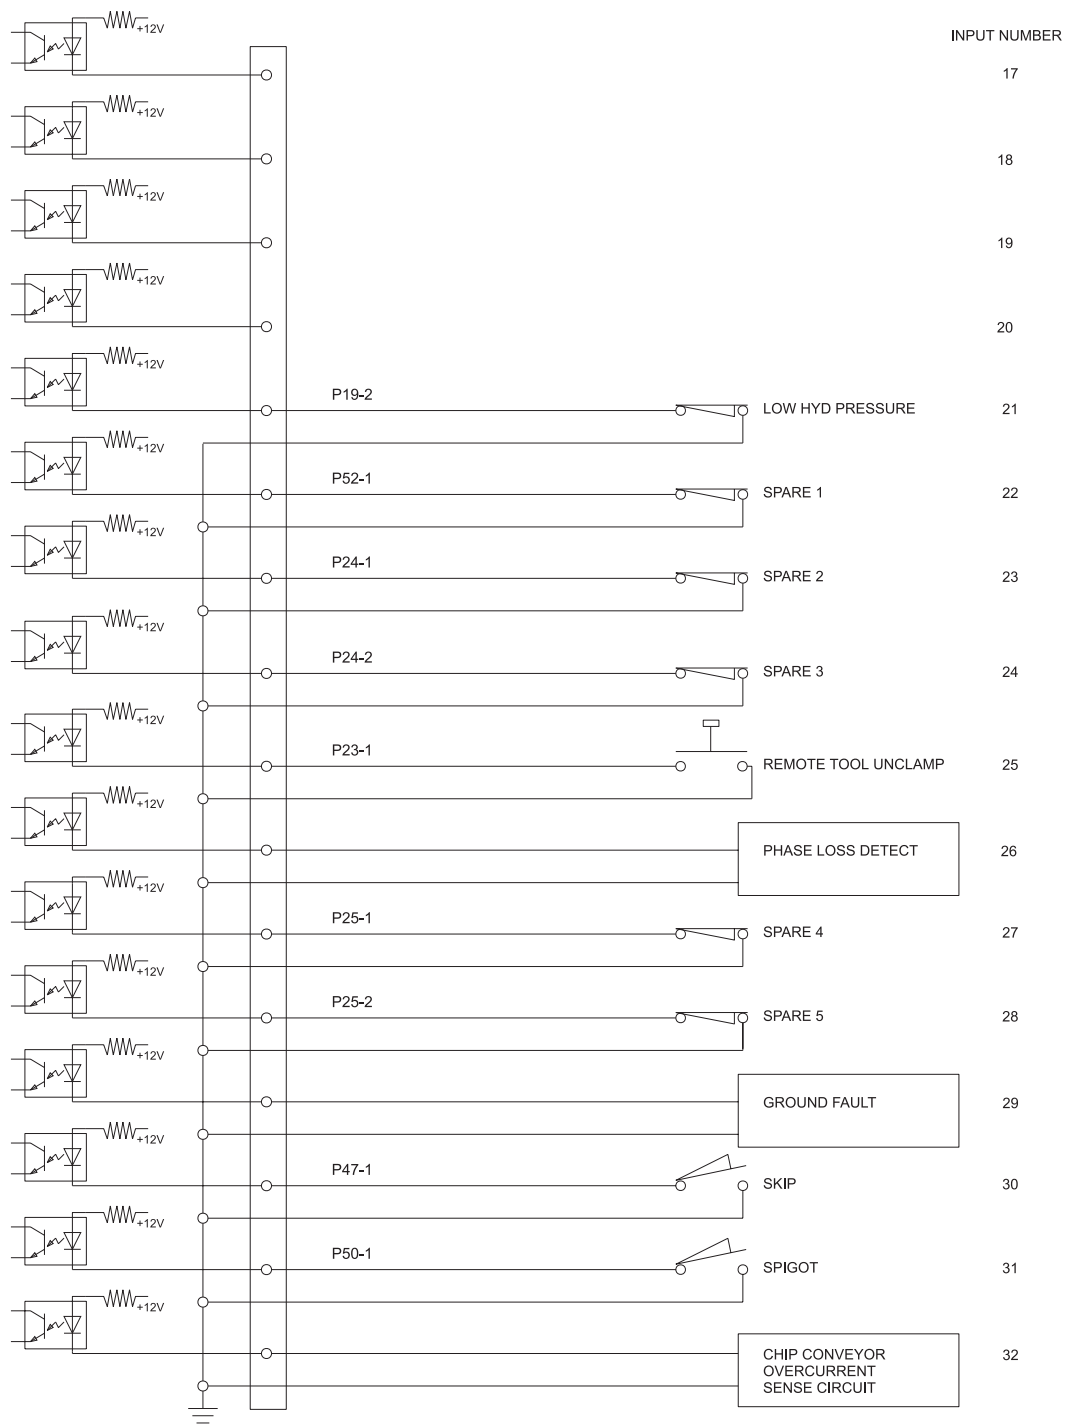 +12V
INPUT NUMBER
17
+12V
18
+12V
19
+12V
20
+12V
P19-2
LOW HYD PRESSURE 21
+12V
P52-1
SPARE 1 22
+12V
P24-1
SPARE 2 23
+12V
P24-2
SPARE 3 24
+12V
P23-1
REMOTE TOOL UNCLAMP 25
+12V
PHASE LOSS DETECT 26
+12V
P25-1
SPARE 4 27
+12V
P25-2
SPARE 5 28
+12V
GROUND FAULT 29
+12V
P47-1
SKIP 30
+12V
P50-1
SPIGOT 31
+12V
CHIP CONVEYOR 32
OVERCURRENT
SENSE CIRCUIT